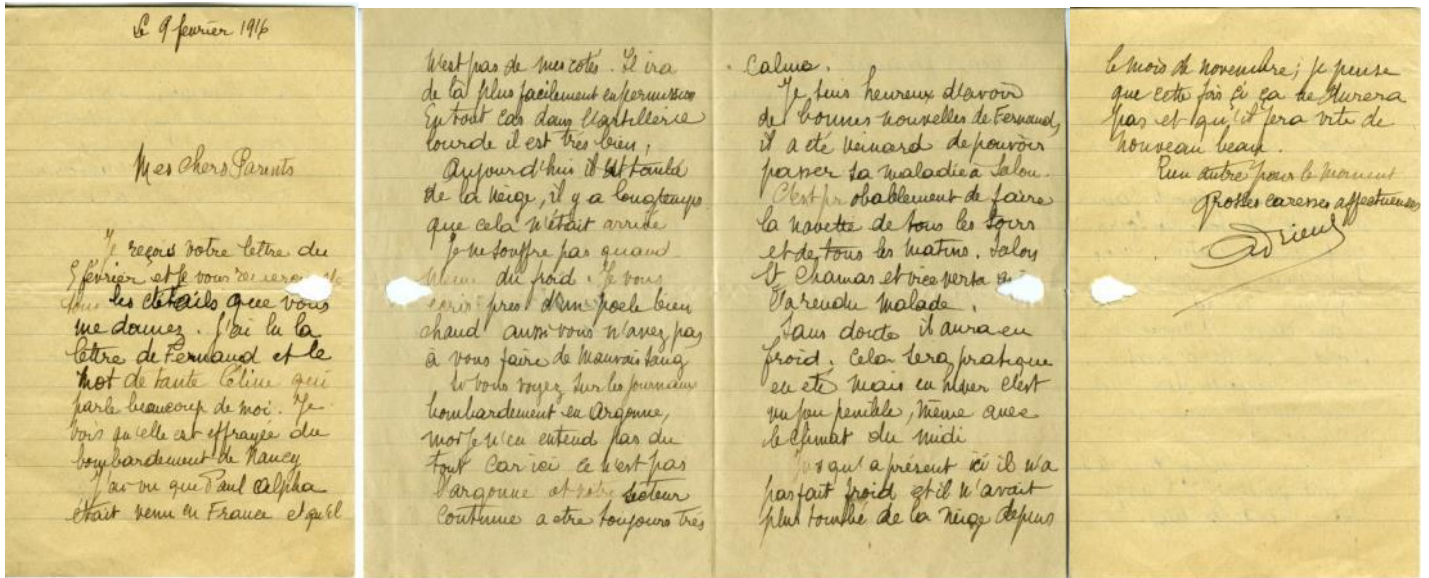 Le 9 février 1916
Mes chers Parents
Je reçois votre lettre du
5 février et je vous remercie de
tous les détails que vous
me donnez. J'ai lu la
lettre de Fernand et le
mot de tante Céline qui
parle beaucoup de moi. Je
vois qu'elle est effrayée du
bombardement de Nancy
J'ai vu que Paul Alpha
était venu en France et qu'il
n'est pas de mes cotés. Il ira
de là plus facilement en permission
En tout cas dans l'artillerie
lourde il est très bien,
Aujourd'hui il est tombé
de la neige, il y a longtemps
que cela n'était arrivé
Je ne souffre pas quand
même du froid. Je vous
écris près d'un poele bien
chaud aussi vous n'avez pas
à vous faire de mauvais sang
Si vous voyez sur les journaux
bombardement en Argonne,
moi je n'en entend pas du
tout car ici ce n'est pas
l'argonne et notre secteur
continue a etre toujours très
calme.
Je suis heureux d'avoir
de bonnes nouvelles de Fernand,
il a été veinard de pouvoir
passer sa maladie a Salon.
C'est probablement de faire
la navette de tous les soirs
et de tous les matins. Salon
St Chamas et vice versa qui
l'a rendu malade.
Sans doute il aura eu
froid. Cela sera pratique
en eté mais en hiver c'est
un peu penible, même avec
le climat du midi
Jusqu'a présent ici il n'a
pas fait froid et il n'avait
plus tombé de la neige depuis
le mois de novembre; je pense
que cette fois çi ça ne durera
pas et qu'il fera vite de
nouveau beau.
Rien autre pour le moment
Grosses caresses affectueuses
Adrien